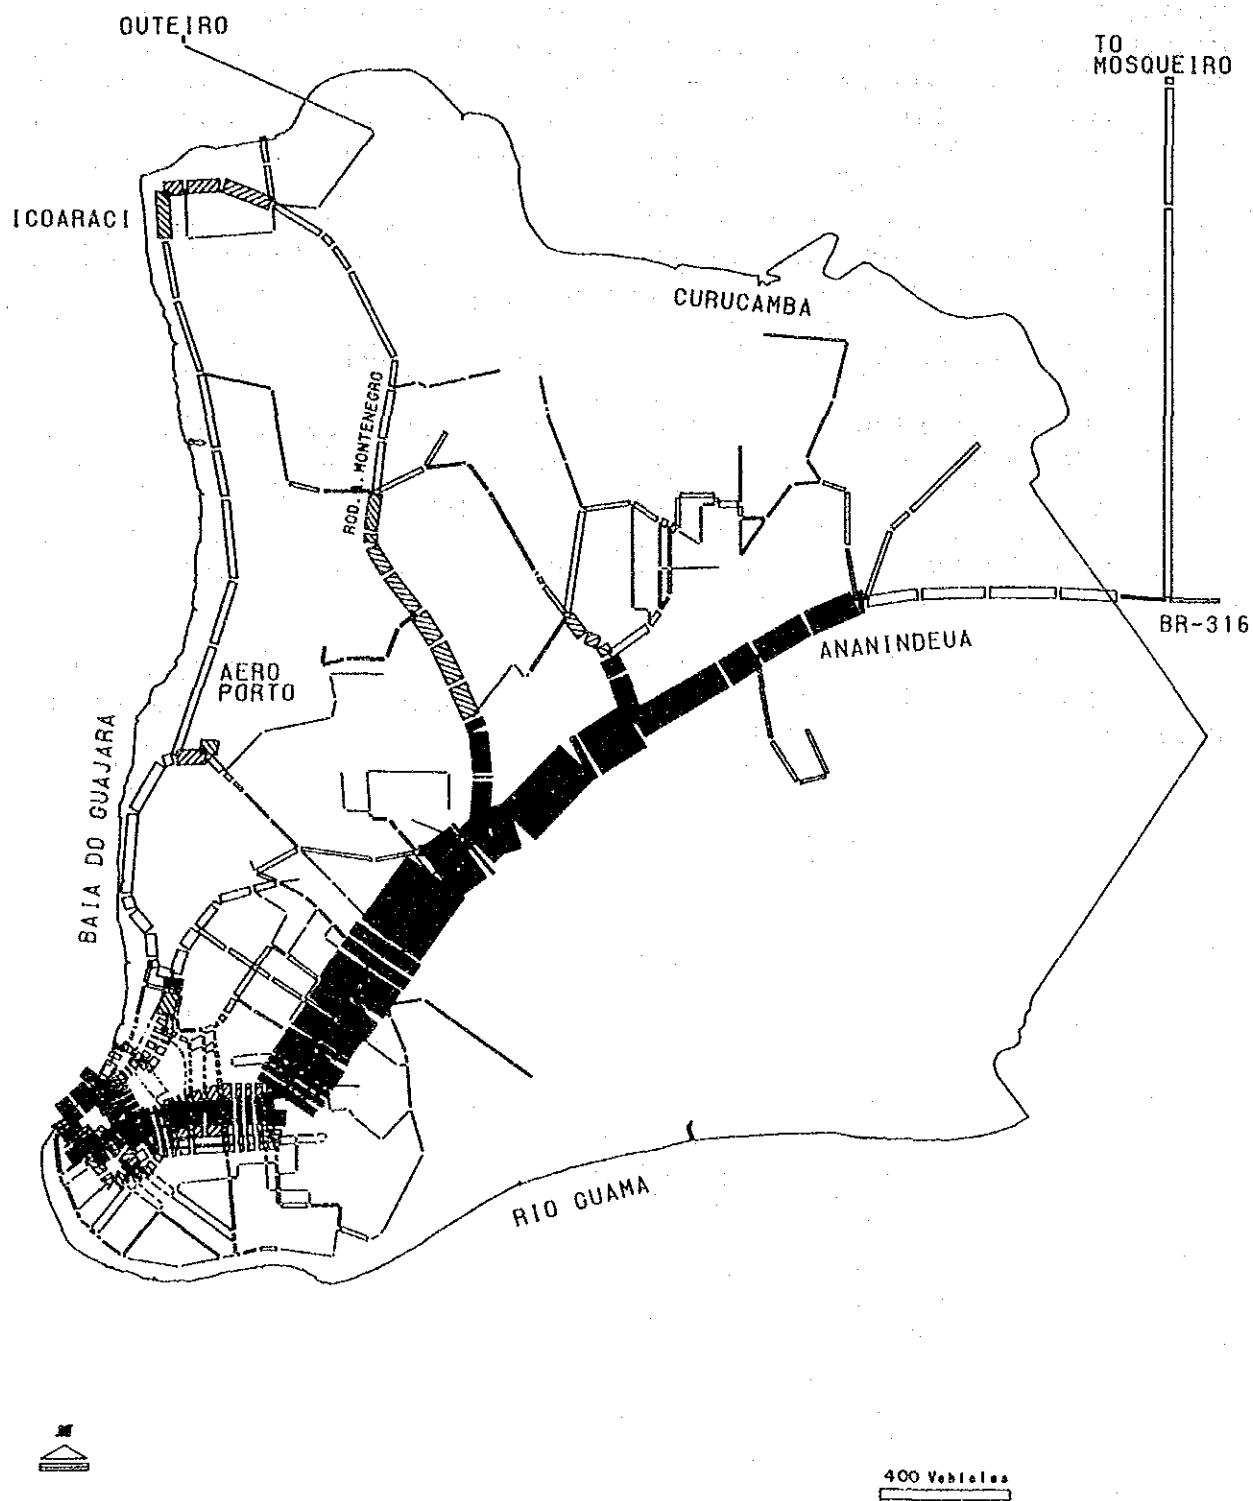 OUTEIRO
TO
MOSQUEIRO
ICOARACI
CURUCAMBA
ROD. A. MONTENEGRO
BR-316
ANANINDEUA
AERO
PORTO
BAIA DO GUAJARA
RIO GUAMA
N
400 Vehicles